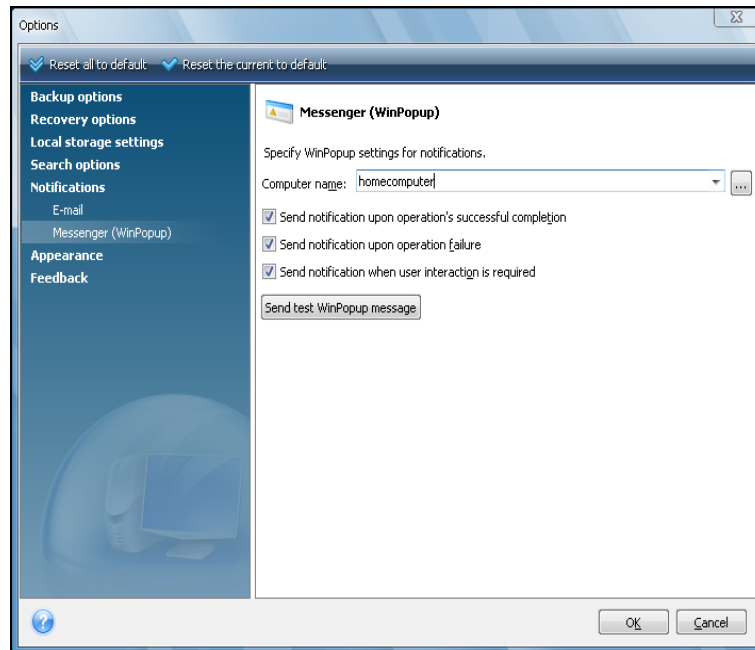 Options
Reset all to default Reset the current to default
Backup options
Recovery options
Local storage settings
Search options
Notifications
E-mail
Messenger (WinPopup)
Appearance
Feedback
Messenger (WinPopup)
Specify WinPopup settings for notifications.
Computer name: homecomputer ...
Send notification upon operation's successful completion
Send notification upon operation failure
Send notification when user interaction is required
Send test WinPopup message
? OK Cancel